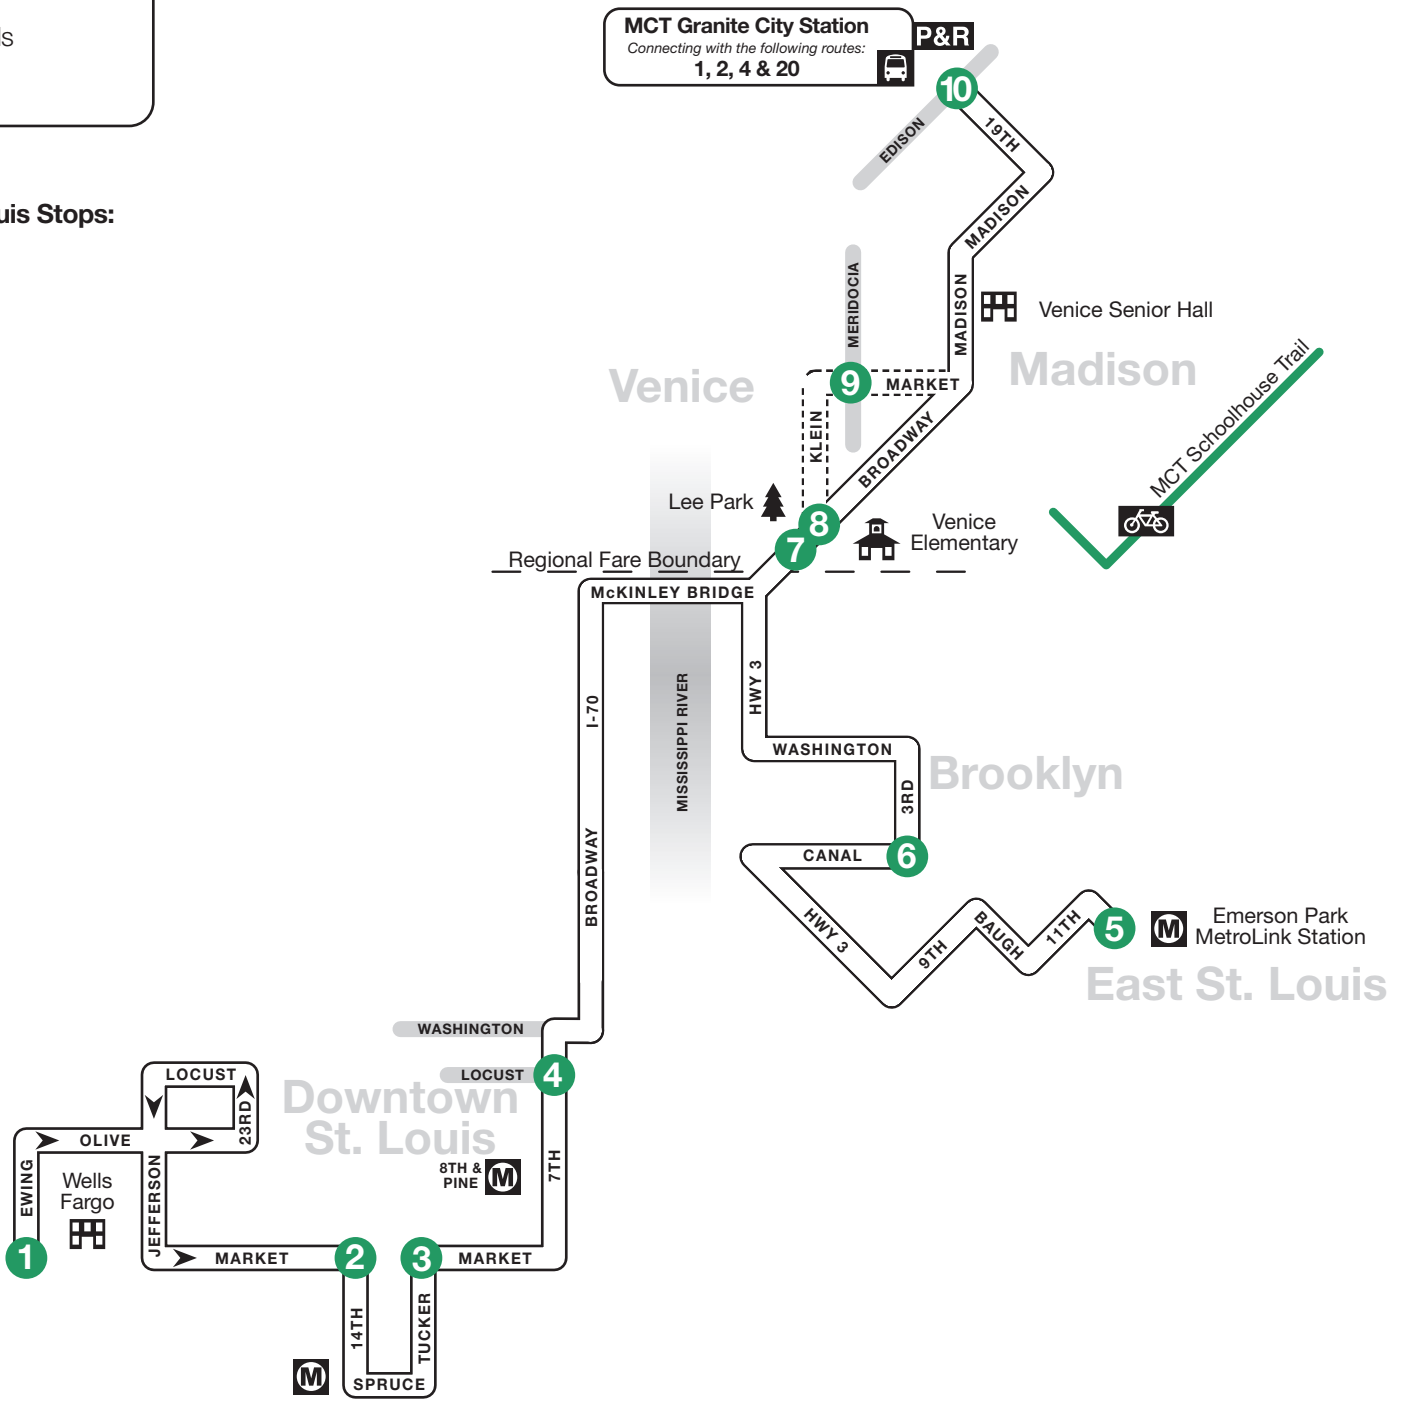 MCT Granite City Station
Connecting with the following routes:
1, 2, 4 & 20
P&R
10
19TH
EDISON
MADISON
MERIDOCIA
MADISON
Venice Senior Hall
Madison
Venice
9
MARKET
KLEIN
BROADWAY
MCT Schoolhouse Trail
Lee Park
8
7
Venice
Elementary
Regional Fare Boundary
McKINLEY BRIDGE
I-70
MISSISSIPPI RIVER
HWY 3
WASHINGTON
3RD
Brooklyn
BROADWAY
CANAL
6
HWY 3
9TH
BAUGH
11TH
5
M
Emerson Park
MetroLink Station
East St. Louis
WASHINGTON
LOCUST
4
Downtown
St. Louis
LOCUST
23RD
OLIVE
EWING
Wells
Fargo
JEFFERSON
8TH &
PINE
M
7TH
1
MARKET
2
3
MARKET
14TH
TUCKER
M
SPRUCE
uis Stops: